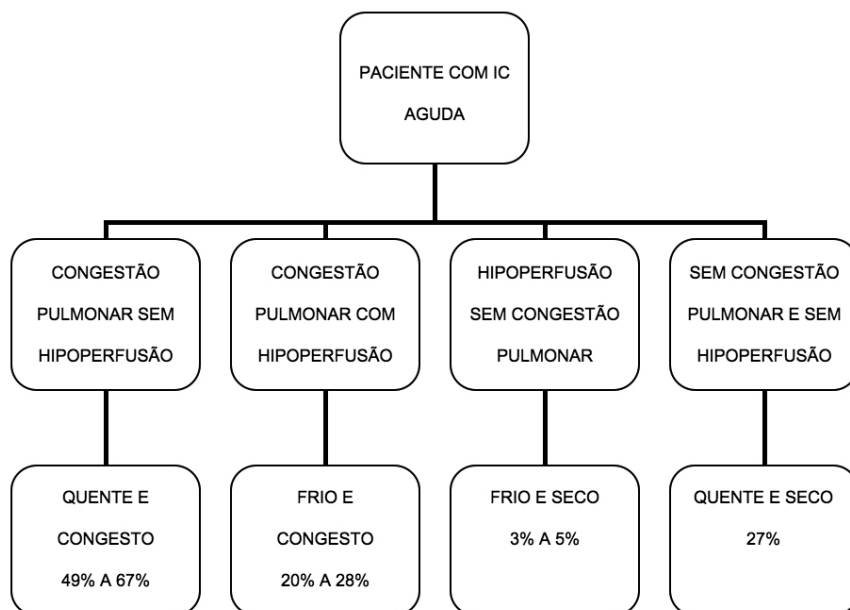 PACIENTE COM IC
AGUDA
CONGESTÃO
PULMONAR SEM
HIPOPERFUSÃO
CONGESTÃO
PULMONAR COM
HIPOPERFUSÃO
HIPOPERFUSÃO
SEM CONGESTÃO
PULMONAR
SEM CONGESTÃO
PULMONAR E SEM
HIPOPERFUSÃO
QUENTE E
CONGESTO
49% A 67%
FRIO E
CONGESTO
20% A 28%
FRIO E SECO
3% A 5%
QUENTE E SECO
27%